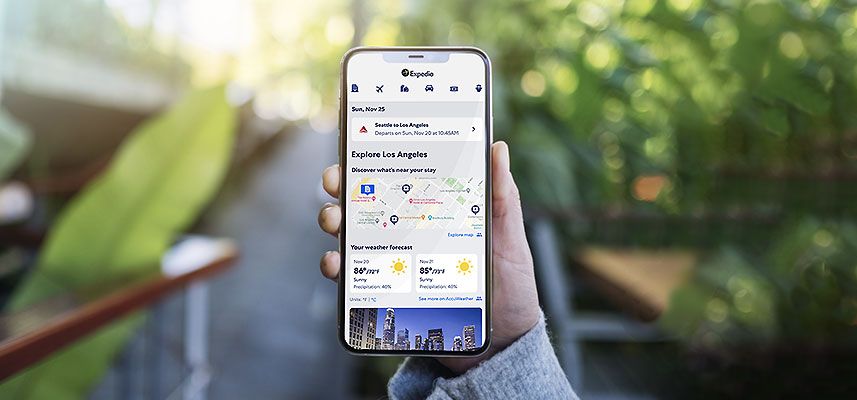 Expedia
Sun, Nov 25
Seattle to Los Angeles
Departs on Sun, Nov 20 at 10:45AM
Explore Los Angeles
Discover what's near your stay
Explore map
Your weather forecast
Nov 20
86°/72°F
Sunny
Precipitation: 40%
Nov 21
85°/72°F
Sunny
Precipitation: 40%
Units: °F | °C
See more on AccuWeather